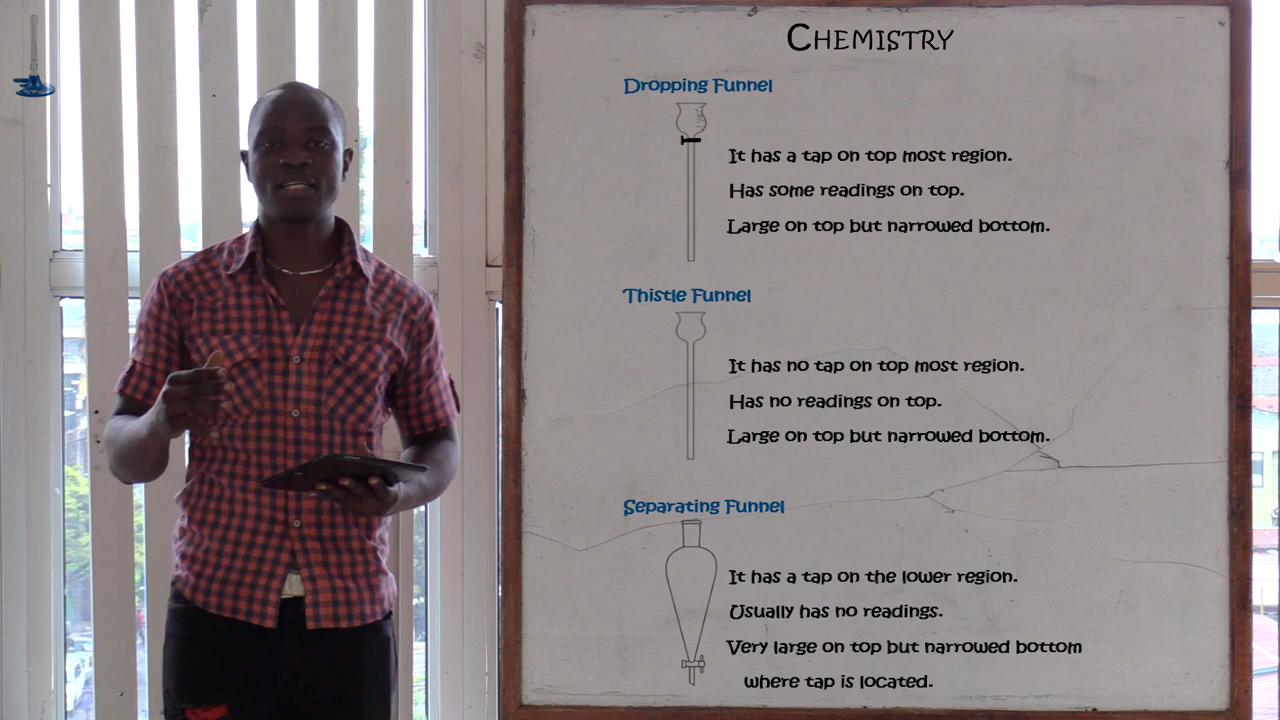 CHEMISTRY
Dropping Funnel
It has a tap on top most region.
Has some readings on top.
Large on top but narrowed bottom.
Thistle Funnel
It has no tap on top most region.
Has no readings on top.
Large on top but narrowed bottom.
Separating Funnel
It has a tap on the lower region.
Usually has no readings.
Very large on top but narrowed bottom
where tap is located.